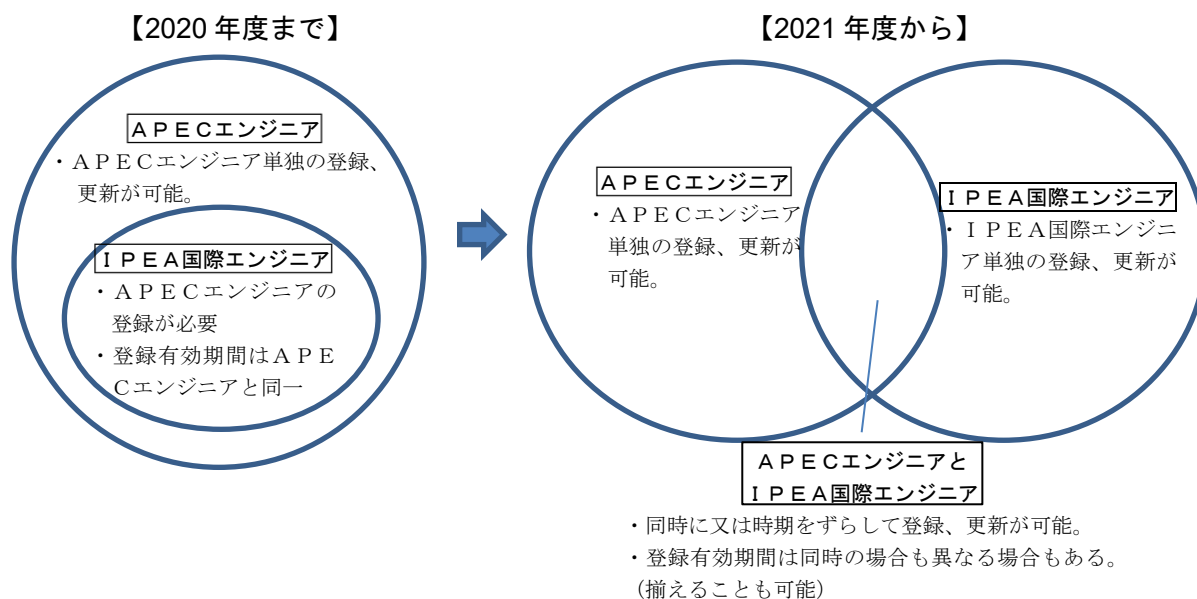 【2020 年度まで】
ＡＰＥＣエンジニア
・ＡＰＥＣエンジニア単独の登録、
更新が可能。
ＩＰＥＡ国際エンジニア
・ＡＰＥＣエンジニアの
登録が必要
・登録有効期間はＡＰＥ
Ｃエンジニアと同一
【2021 年度から】
ＡＰＥＣエンジニア
・ＡＰＥＣエンジニア
単独の登録、更新が
可能。
ＩＰＥＡ国際エンジニア
・ＩＰＥＡ国際エンジニ
ア単独の登録、更新が
可能。
ＡＰＥＣエンジニアと
ＩＰＥＡ国際エンジニア
・同時に又は時期をずらして登録、更新が可能。
・登録有効期間は同時の場合も異なる場合もある。
（揃えることも可能）